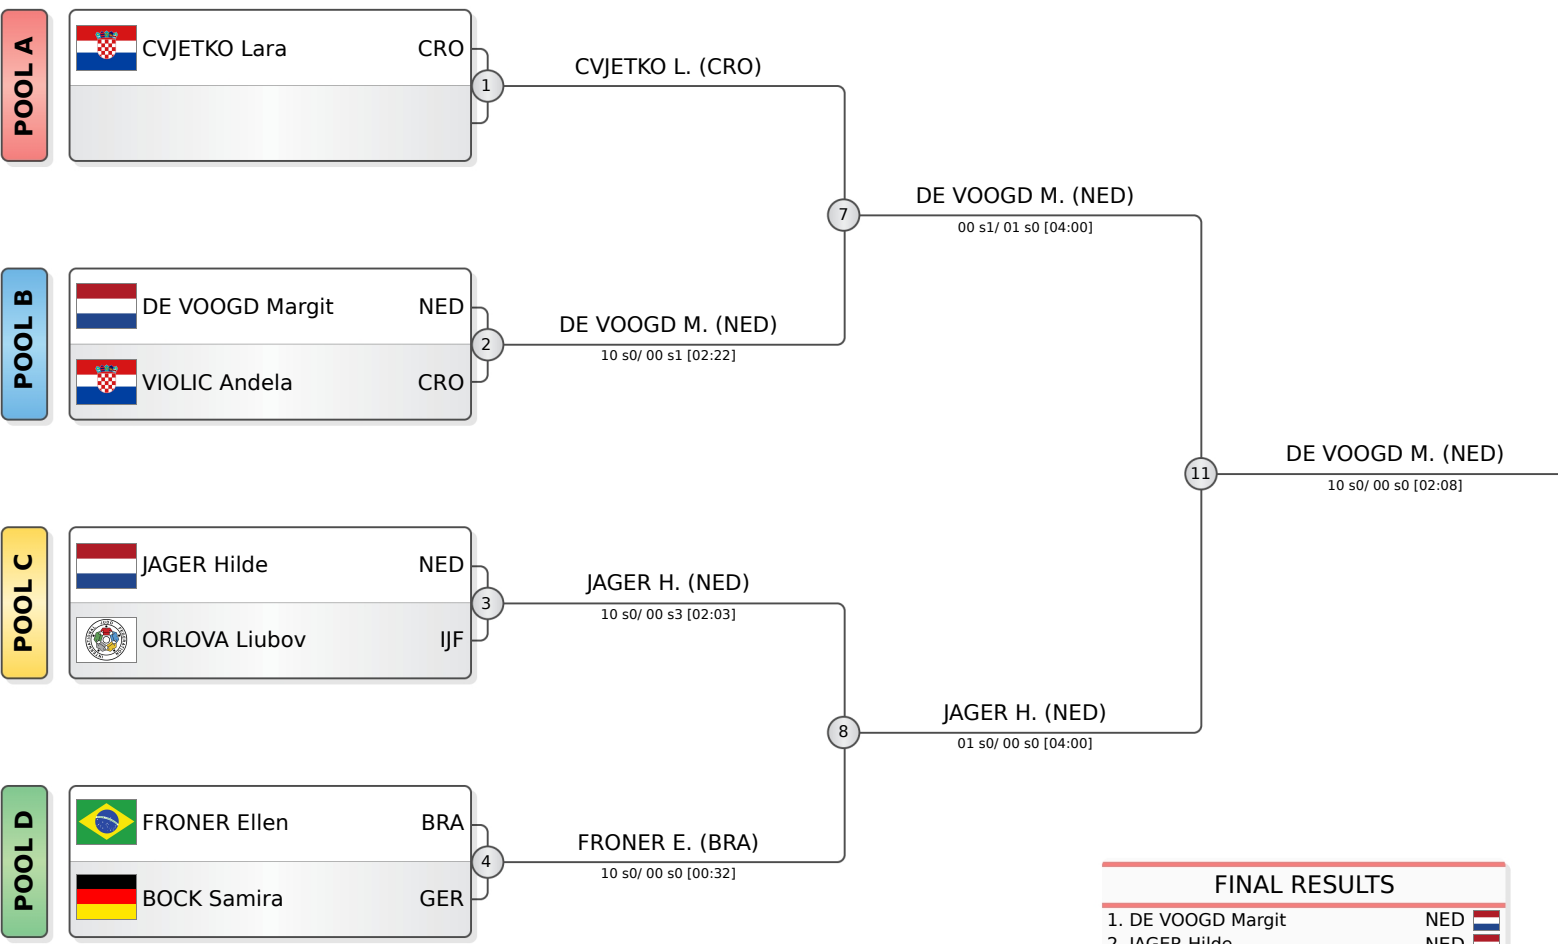 POOL A
CVJETKO Lara CRO
1
CVJETKO L. (CRO)
7
DE VOOGD M. (NED)
00 s1/ 01 s0 [04:00]
POOL B
DE VOOGD Margit NED
VIOLIC Andela CRO
2
DE VOOGD M. (NED)
10 s0/ 00 s1 [02:22]
11
DE VOOGD M. (NED)
10 s0/ 00 s0 [02:08]
POOL C
JAGER Hilde NED
ORLOVA Liubov IJF
3
JAGER H. (NED)
10 s0/ 00 s3 [02:03]
8
JAGER H. (NED)
01 s0/ 00 s0 [04:00]
POOL D
FRONER Ellen BRA
BOCK Samira GER
4
FRONER E. (BRA)
10 s0/ 00 s0 [00:32]
FINAL RESULTS
1. DE VOOGD Margit NED
2. JAGER Hilde NED